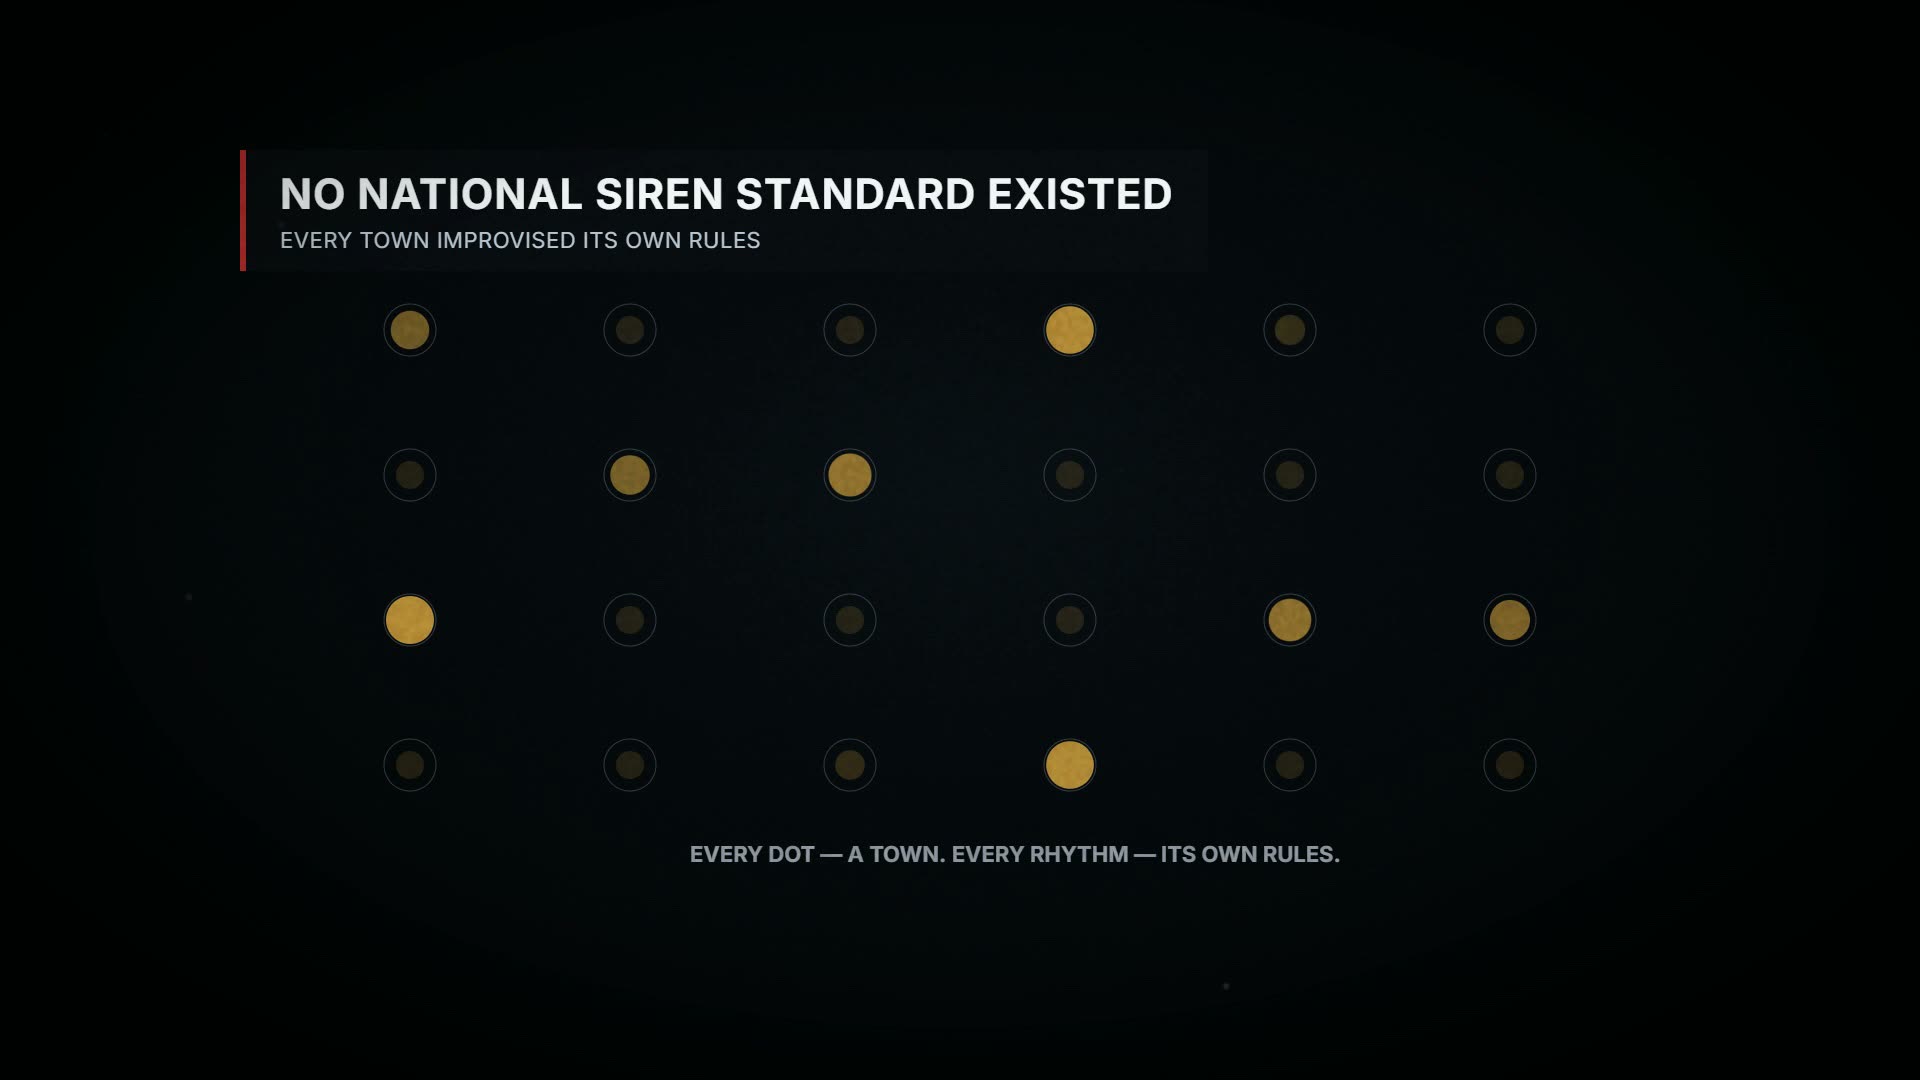 NO NATIONAL SIREN STANDARD EXISTED
EVERY TOWN IMPROVISED ITS OWN RULES
EVERY DOT — A TOWN. EVERY RHYTHM — ITS OWN RULES.